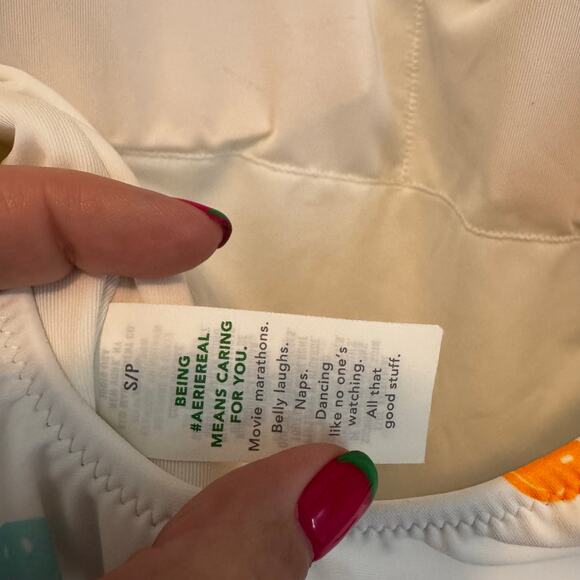 S/P
BEING
#AERIEREAL
MEANS CARING
FOR YOU.
Movie marathons.
Belly laughs.
Naps.
Dancing
like no one's
watching.
All that
good stuff.